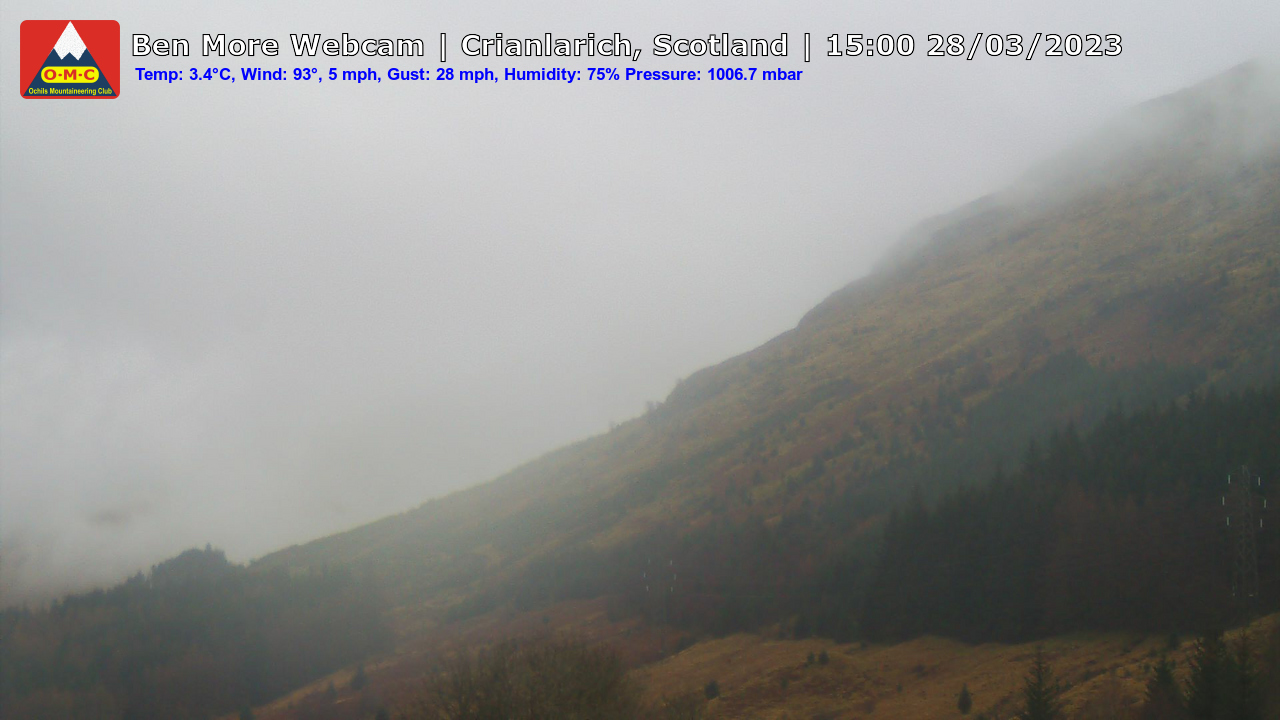 Ben More Webcam | Crianlarich, Scotland | 15:00 28/03/2023
Temp: 3.4°C, Wind: 93°, 5 mph, Gust: 28 mph, Humidity: 75% Pressure: 1006.7 mbar
O·M·C
Ochils Mountaineering Club